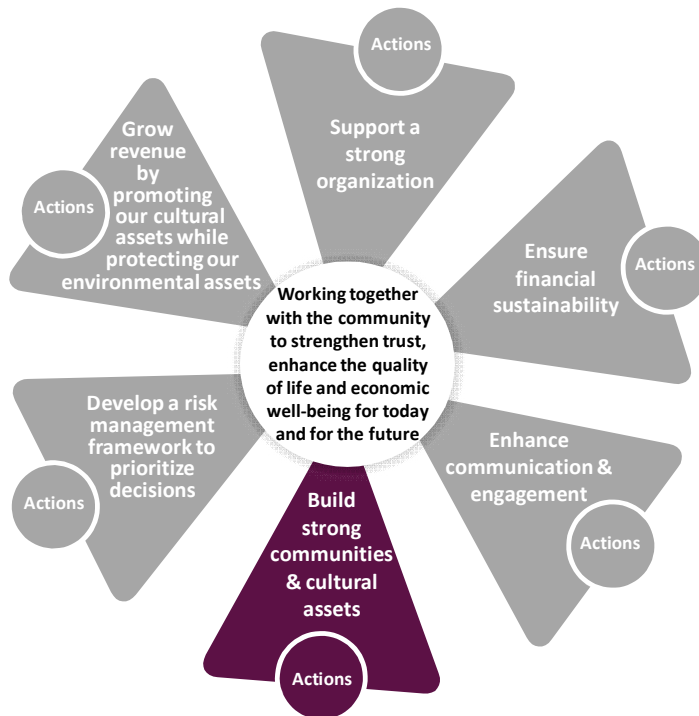 Actions
Support a
strong
organization
Actions
Ensure
financial
sustainability
Actions
Enhance
communication &
engagement
Actions
Build
strong
communities
& cultural
assets
Actions
Develop a risk
management
framework to
prioritize
decisions
Actions
Grow
revenue
by
promoting
our cultural
assets while
protecting our
environmental assets
Working together
with the community
to strengthen trust,
enhance the quality
of life and economic
well-being for today
and for the future